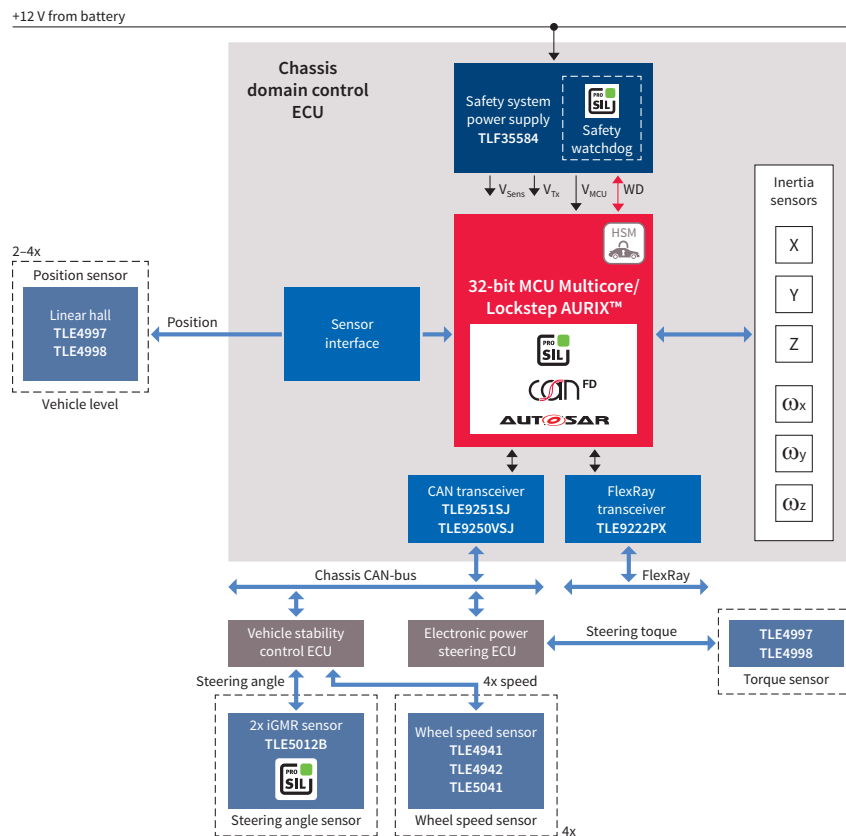 +12 V from battery
Chassis
domain control
ECU
Safety system
power supply
TLF35584
PRO
SIL
Safety
watchdog
VSens
VTx
VMCU
WD
HSM
32-bit MCU Multicore/
Lockstep AURIX™
PRO
SIL
CAN FD
AUTOSAR
Inertia
sensors
X
Y
Z
ωx
ωy
ωz
2–4x
Position sensor
Linear hall
TLE4997
TLE4998
Vehicle level
Position
Sensor
interface
CAN transceiver
TLE9251SJ
TLE9250VSJ
FlexRay
transceiver
TLE9222PX
Chassis CAN-bus
FlexRay
Vehicle stability
control ECU
Electronic power
steering ECU
Steering toque
TLE4997
TLE4998
Torque sensor
Steering angle
4x speed
2x iGMR sensor
TLE5012B
PRO
SIL
Steering angle sensor
Wheel speed sensor
TLE4941
TLE4942
TLE5041
Wheel speed sensor
4x